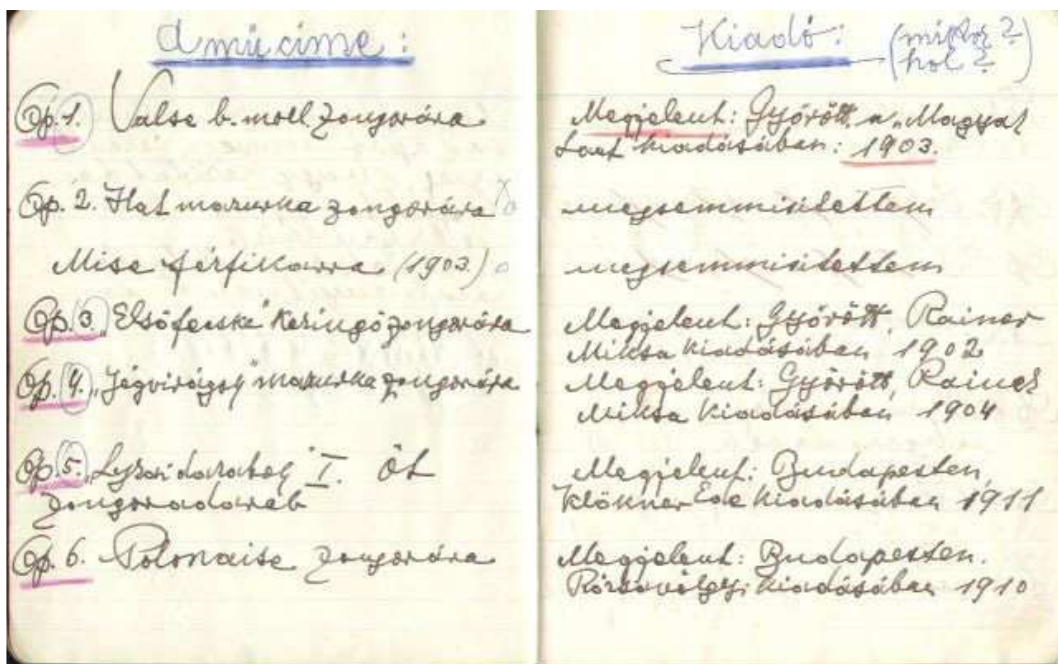 A mű címe:
Op. 1. Valse b. moll zongorára
Op. 2. Hat mazurka zongorára
Mise férfikarra (1903.)
Op. 3. „Elsőfecske" Keringő zongorára
Op. 4. „Jégvirágok" mazurka zongorára
Op. 5. „Lyrai darabok" I. öt
zongoradarab
Op. 6. Polonaise zongorára
Kiadó: (mikor?
hol?)
Megjelent: Győrött, a „Magyar
Lant" kiadásában: 1903.
megsemmisítettem
megsemmisítettem
Megjelent: Győrött, Rainer
Miksa kiadásában, 1902
Megjelent: Győrött, Rainer
Miksa kiadásában, 1904
Megjelent: Budapesten,
Klökner Ede kiadásában 1911
Megjelent: Budapesten.
Rózsavölgyi kiadásában 1910